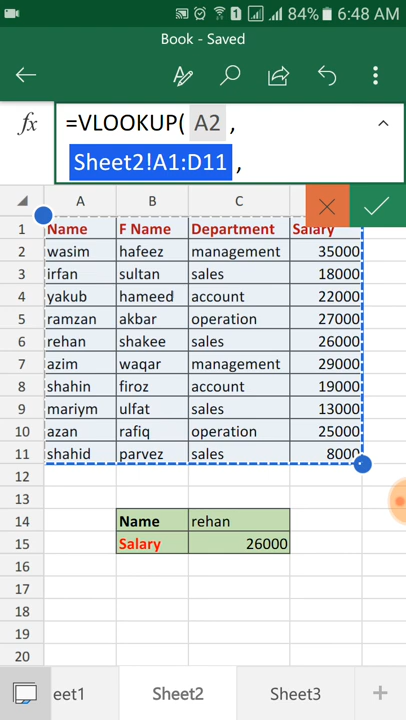 84% 6:48 AM
Book - Saved
fx =VLOOKUP( A2 ,
Sheet2!A1:D11 ,
A B C
1 Name F Name Department Salary
2 wasim hafeez management 35000
3 irfan sultan sales 18000
4 yakub hameed account 22000
5 ramzan akbar operation 27000
6 rehan shakee sales 26000
7 azim waqar management 29000
8 shahin firoz account 19000
9 mariym ulfat sales 13000
10 azan rafiq operation 25000
11 shahid parvez sales 8000
12
13
14 Name rehan
15 Salary 26000
16
17
18
19
20
eet1 Sheet2 Sheet3 +